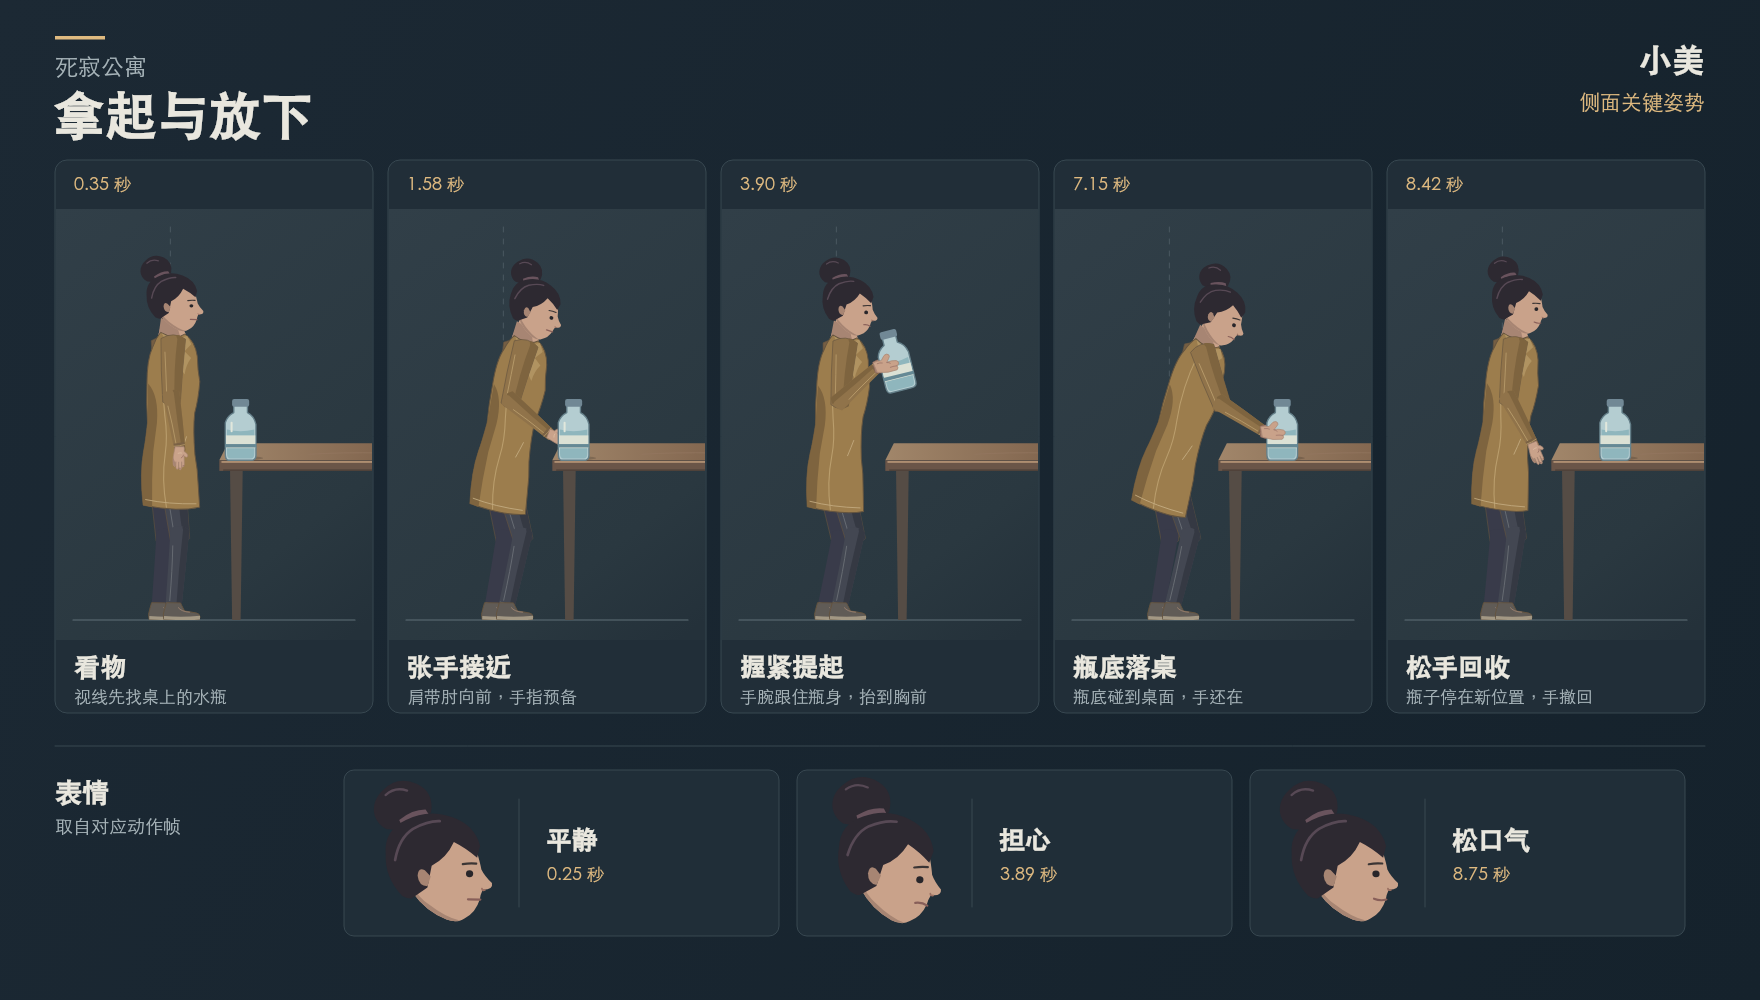 死寂公寓
拿起与放下
小美
侧面关键姿势
0.35 秒
1.58 秒
3.90 秒
7.15 秒
8.42 秒
看物
视线先找桌上的水瓶
张手接近
肩带肘向前，手指预备
握紧提起
手腕跟住瓶身，抬到胸前
瓶底落桌
瓶底碰到桌面，手还在
松手回收
瓶子停在新位置，手撤回
表情
取自对应动作帧
平静
0.25 秒
担心
3.89 秒
松口气
8.75 秒